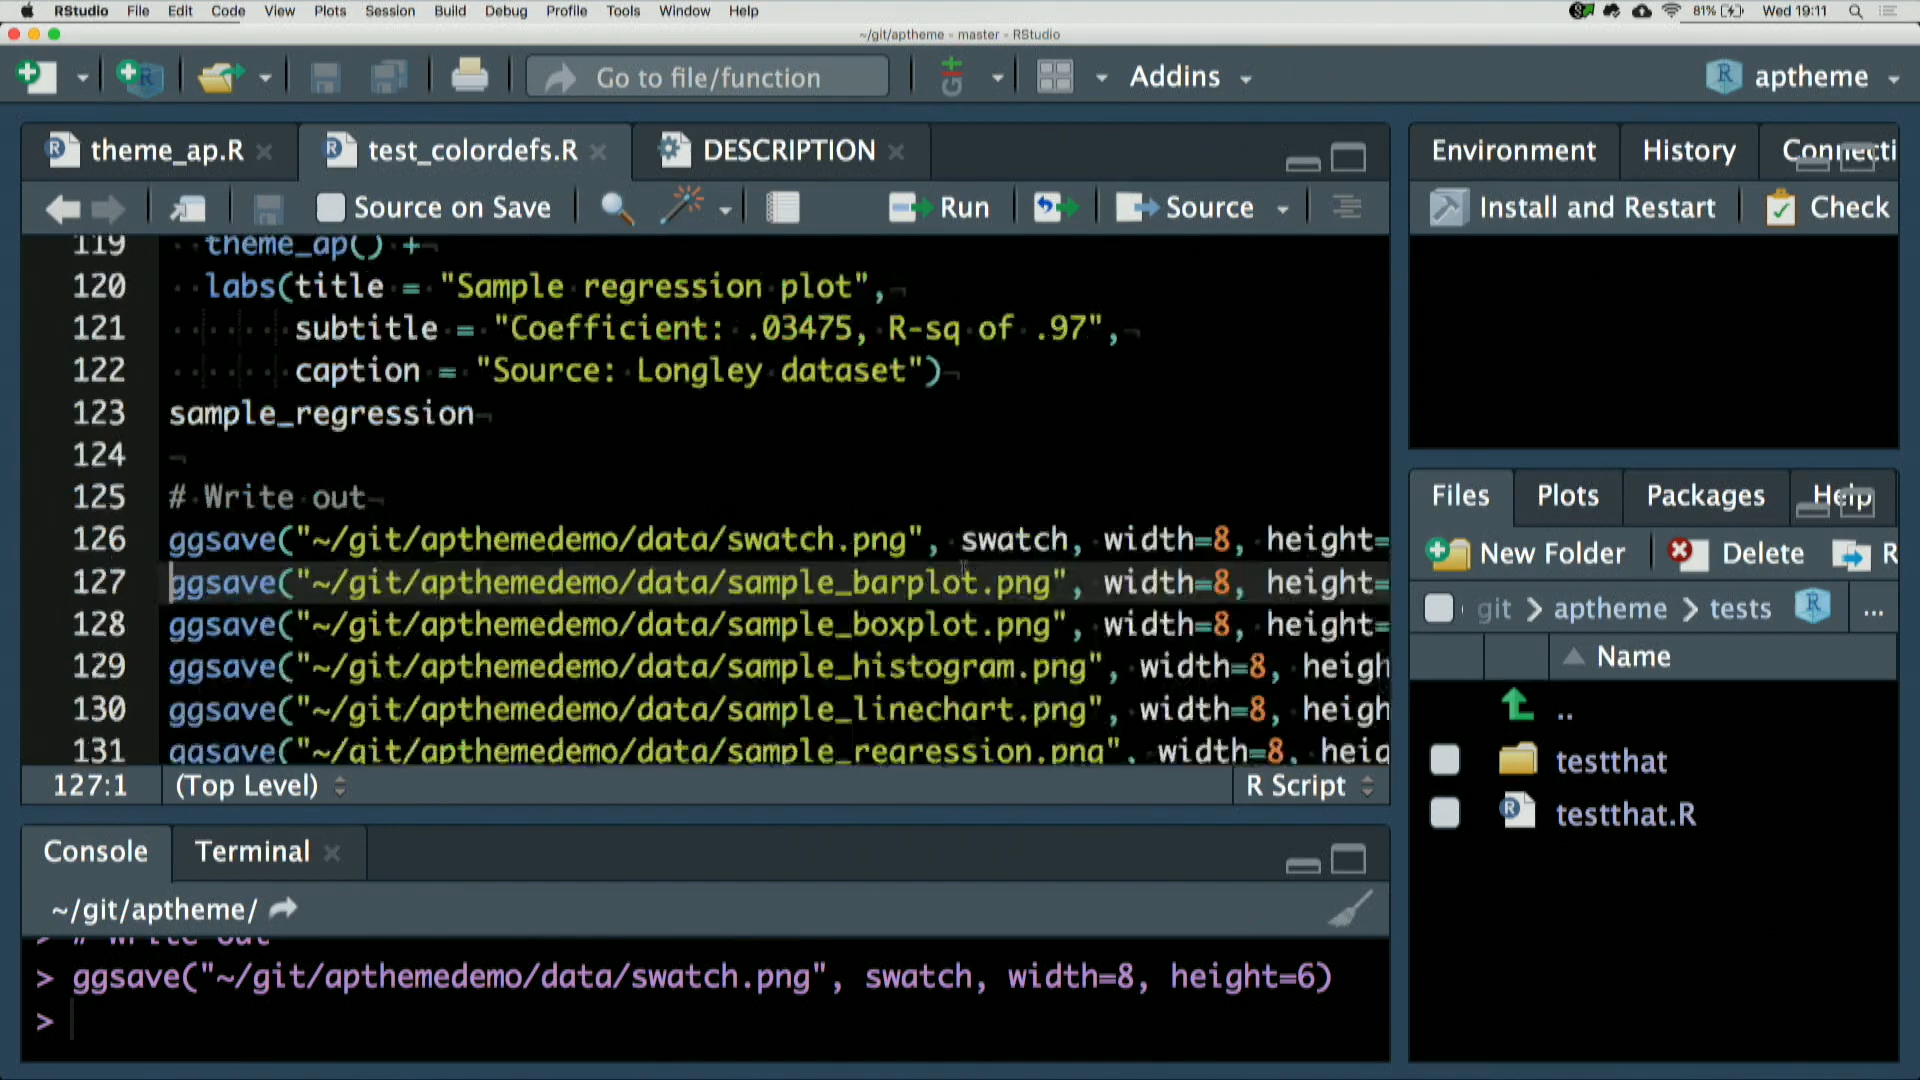 RStudio File Edit Code View Plots Session Build Debug Profile Tools Window Help 81% Wed 19:11
~/git/aptheme - master - RStudio
Go to file/function Addins aptheme
theme_ap.R test_colordefs.R DESCRIPTION
Source on Save Run Source
119 theme_ap() +
120 labs(title = "Sample regression plot",
121 subtitle = "Coefficient: .03475, R-sq of .97",
122 caption = "Source: Longley dataset")
123 sample_regression
124
125 # Write out
126 ggsave("~/git/apthemedemo/data/swatch.png", swatch, width=8, height=
127 ggsave("~/git/apthemedemo/data/sample_barplot.png", width=8, height=
128 ggsave("~/git/apthemedemo/data/sample_boxplot.png", width=8, height=
129 ggsave("~/git/apthemedemo/data/sample_histogram.png", width=8, heigh
130 ggsave("~/git/apthemedemo/data/sample_linechart.png", width=8, heigh
131 ggsave("~/git/apthemedemo/data/sample_regression.png", width=8, heig
127:1 (Top Level) R Script
Console Terminal
~/git/aptheme/
> # Write out
> ggsave("~/git/apthemedemo/data/swatch.png", swatch, width=8, height=6)
>
Environment History Connecti
Install and Restart Check
Files Plots Packages Help
New Folder Delete R
git aptheme tests ...
Name
..
testthat
testthat.R